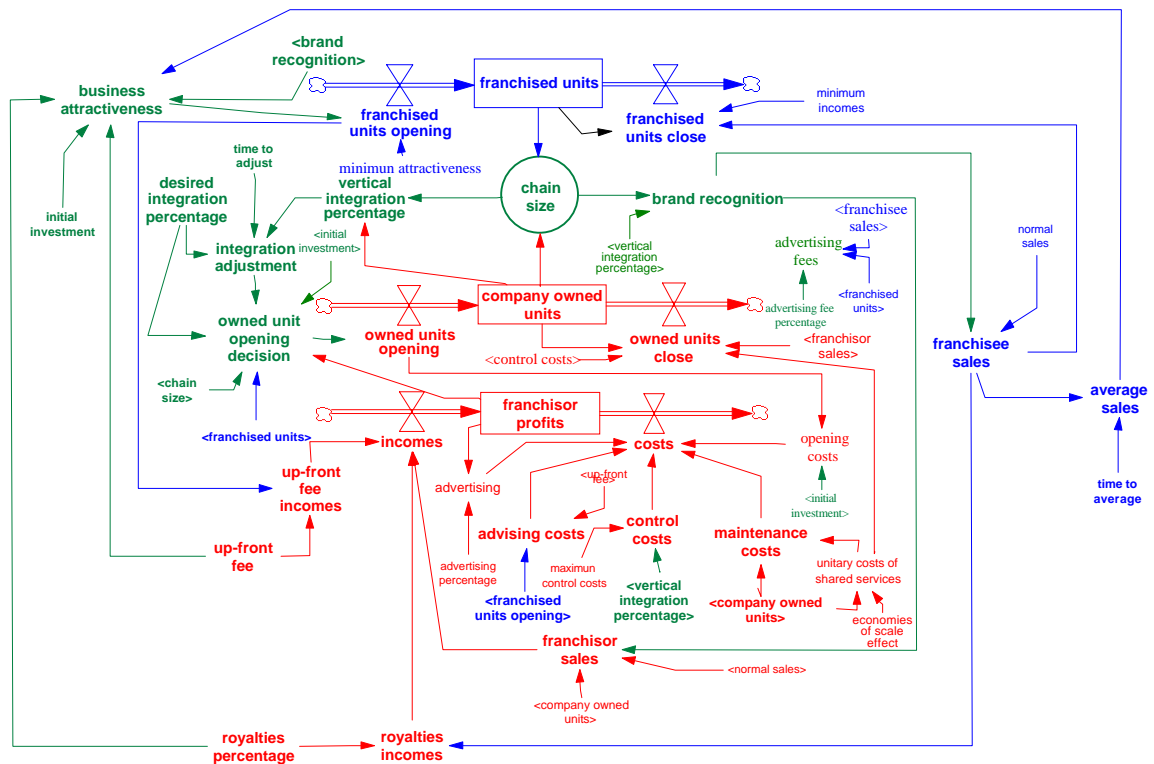 <brand
recognition>
business
attractiveness
franchised units
franchised
units opening
franchised
units close
minimum
incomes
minimun attractiveness
time to
adjust
desired
integration
percentage
vertical
integration
percentage
chain
size
brand recognition
initial
investment
<initial
investment>
integration
adjustment
<vertical
integration
percentage>
<franchisee
sales>
advertising
fees
normal
sales
<franchised
units>
advertising fee
percentage
company owned
units
owned unit
opening
decision
owned units
opening
owned units
close
<control costs>
<franchisor
sales>
franchisee
sales
<chain
size>
average
sales
franchisor
profits
<franchised units>
incomes
costs
opening
costs
up-front
fee
incomes
advertising
<up-front
fee>
<initial
investment>
time to
average
advising costs
control
costs
maintenance
costs
up-front
fee
advertising
percentage
maximun
control costs
unitary costs of
shared services
<franchised
units opening>
<vertical
integration
percentage>
<company owned
units>
economies
of scale
effect
franchisor
sales
<normal sales>
<company owned
units>
royalties
percentage
royalties
incomes